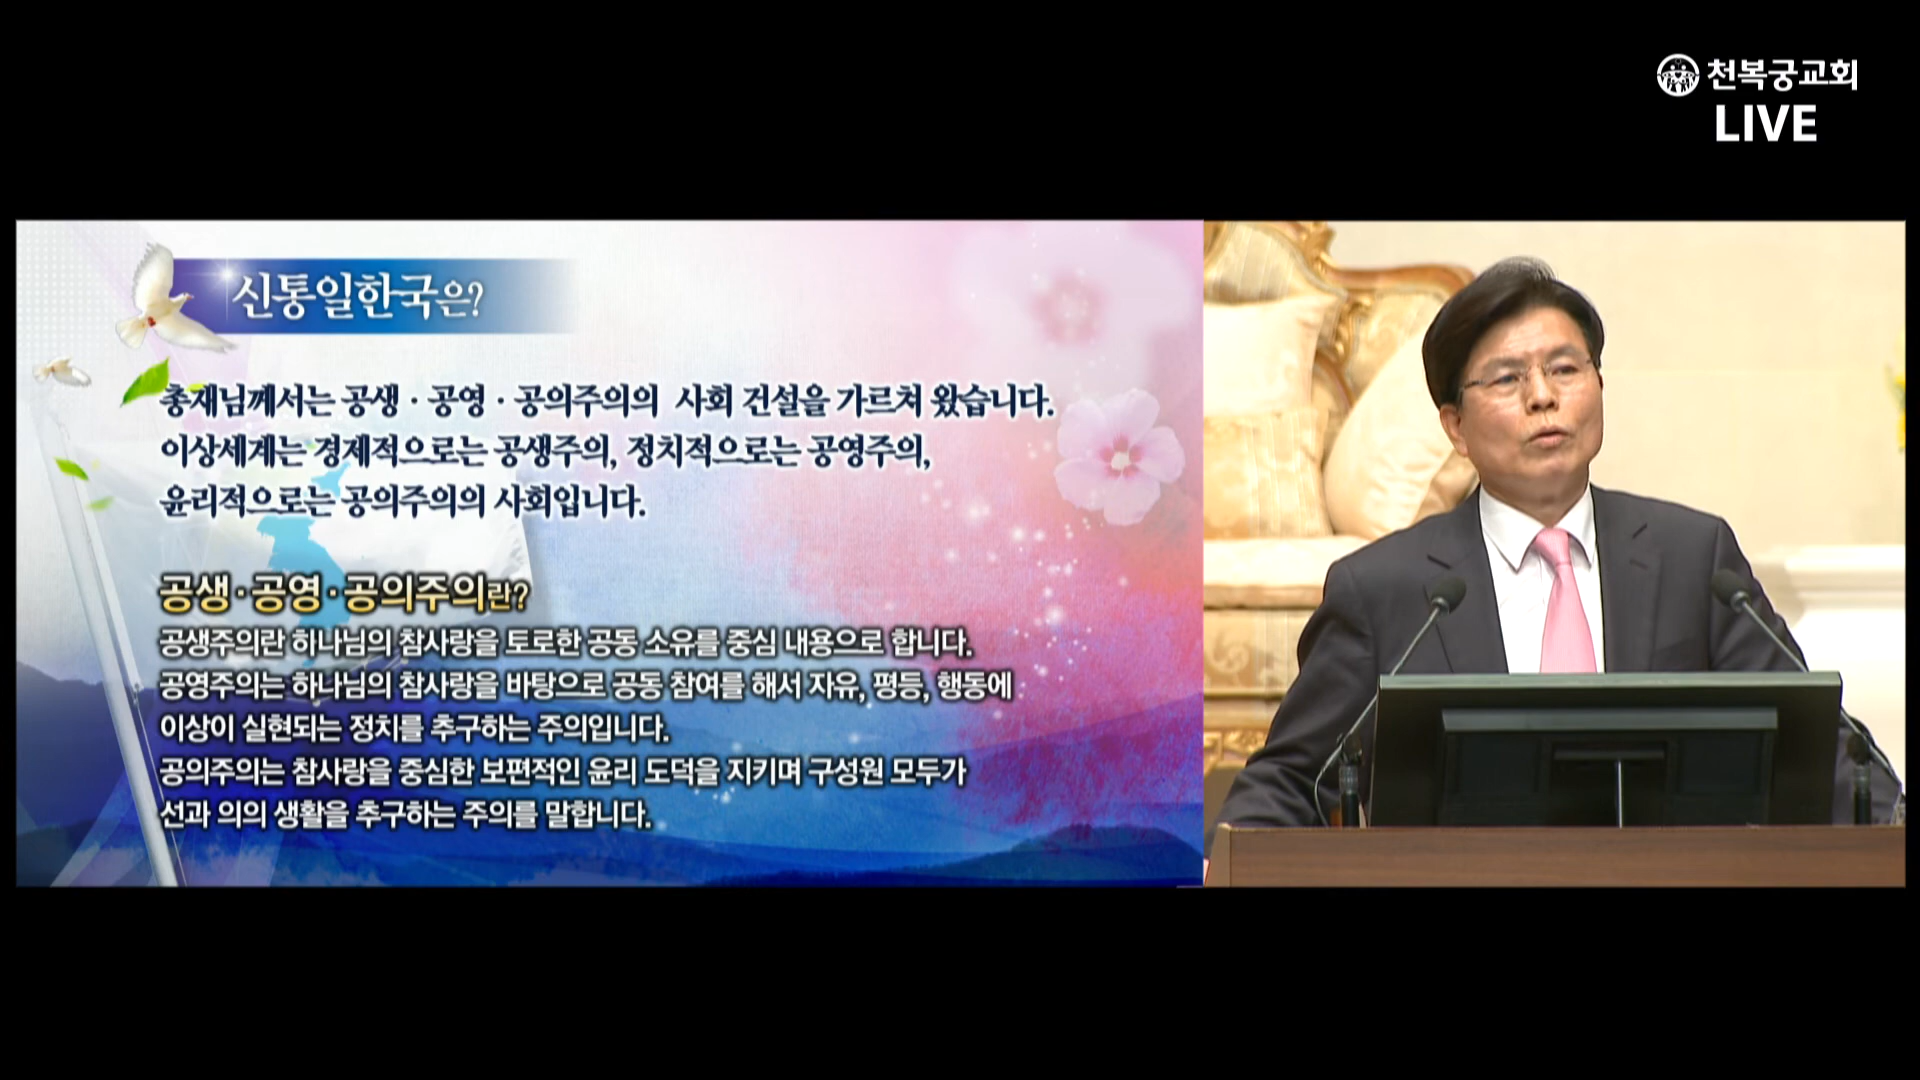 천복궁교회
LIVE
신통일한국은?
총재님께서는 공생·공영·공의주의의 사회 건설을 가르쳐 왔습니다.
이상세계는 경제적으로는 공생주의, 정치적으로는 공영주의,
윤리적으로는 공의주의의 사회입니다.
공생·공영·공의주의란?
공생주의란 하나님의 참사랑을 토로한 공동 소유를 중심 내용으로 합니다.
공영주의는 하나님의 참사랑을 바탕으로 공동 참여를 해서 자유, 평등, 행동에
이상이 실현되는 정치를 추구하는 주의입니다.
공의주의는 참사랑을 중심한 보편적인 윤리 도덕을 지키며 구성원 모두가
선과 의의 생활을 추구하는 주의를 말합니다.